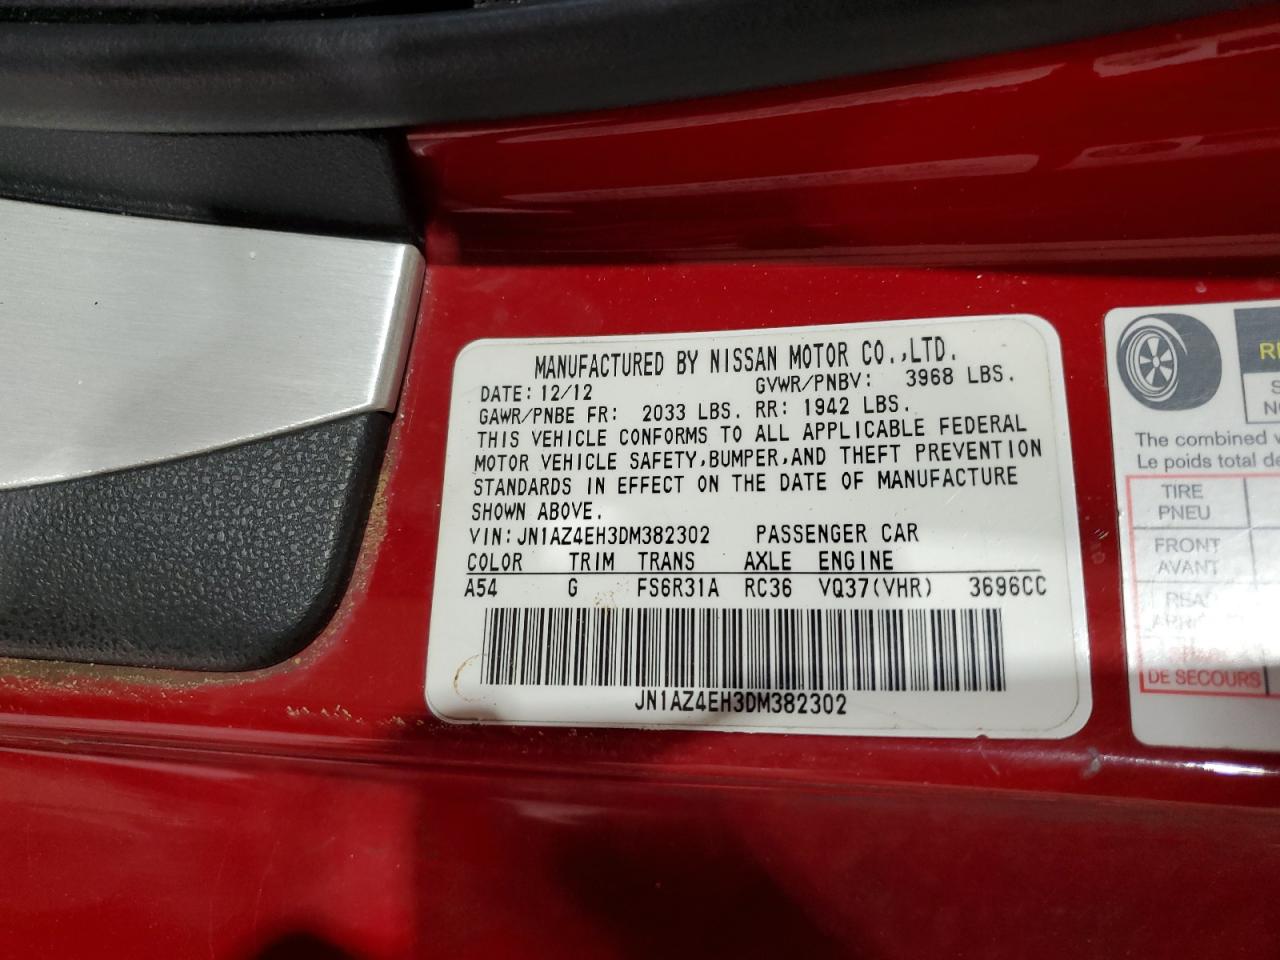 MANUFACTURED BY NISSAN MOTOR CO.,LTD.
DATE: 12/12 GVWR/PNBV: 3968 LBS.
GAWR/PNBE FR: 2033 LBS. RR: 1942 LBS.
THIS VEHICLE CONFORMS TO ALL APPLICABLE FEDERAL
MOTOR VEHICLE SAFETY,BUMPER,AND THEFT PREVENTION
STANDARDS IN EFFECT ON THE DATE OF MANUFACTURE
SHOWN ABOVE.
VIN: JN1AZ4EH3DM382302 PASSENGER CAR
COLOR TRIM TRANS AXLE ENGINE
A54 G FS6R31A RC36 VQ37(VHR) 3696CC
JN1AZ4EH3DM382302
The combined
Le poids total
TIRE
PNEU
FRONT
AVANT
DE SECOURS